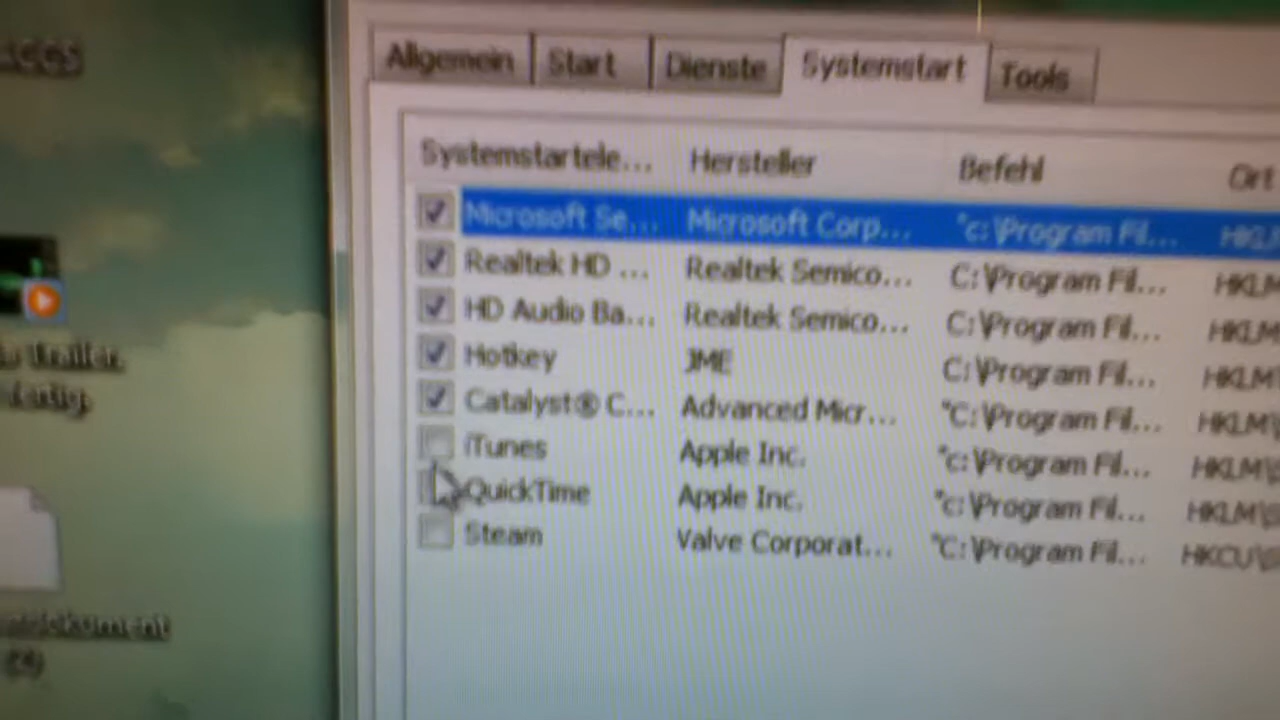 Allgemein Start Dienste Systemstart Tools
Systemstartele... Hersteller Befehl Ort
Microsoft Se... Microsoft Corp... "c:\Program Fil... HKLM
Realtek HD ... Realtek Semico... C:\Program Fil... HKLM
HD Audio Ba... Realtek Semico... C:\Program Fil... HKLM
Hotkey JME C:\Program Fil... HKLM
Catalyst® C... Advanced Micr... "C:\Program Fil... HKLM\
iTunes Apple Inc. "c:\Program Fil... HKLM\
QuickTime Apple Inc. "c:\Program Fil... HKLM\
Steam Valve Corporat... "C:\Program Fil... HKCU\
Trailer
fertig